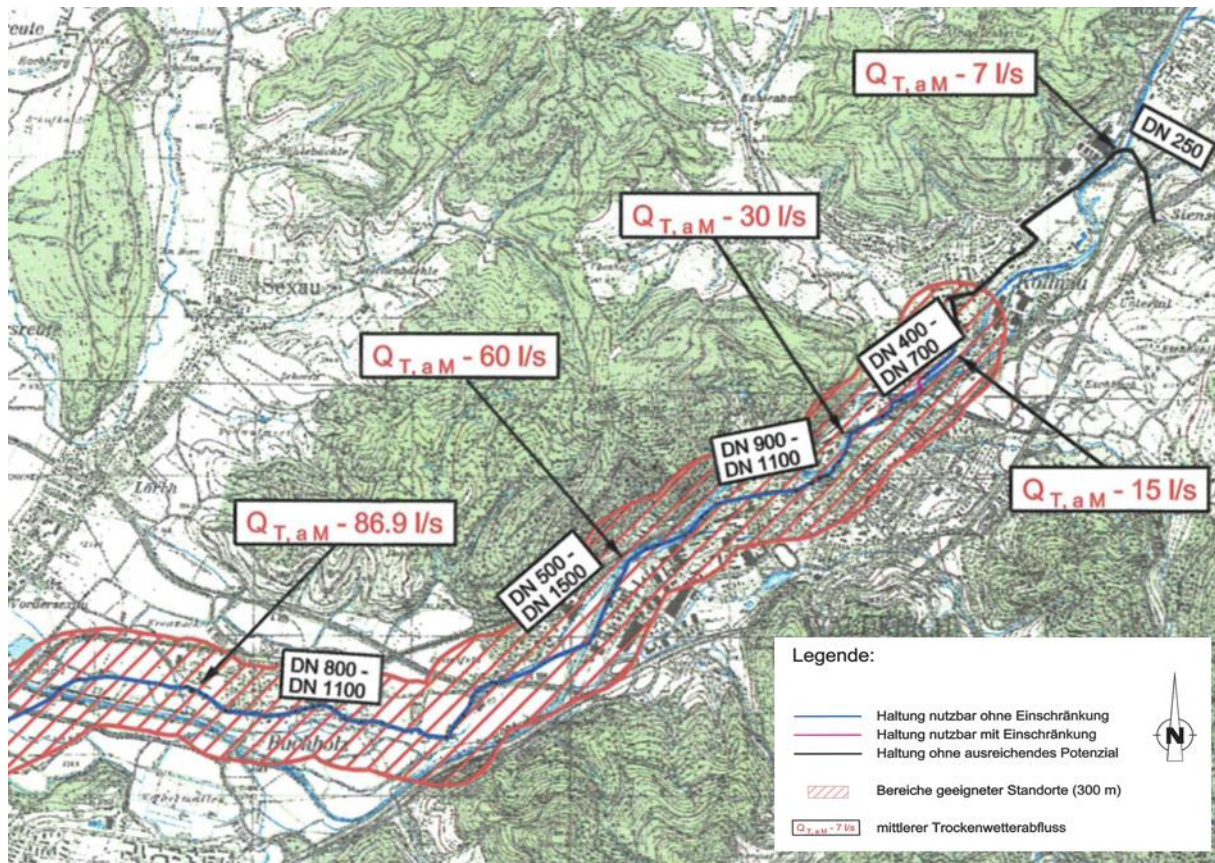 Q T, a M - 7 l/s
DN 250
Q T, a M - 30 l/s
Sexau
Kollnau
Untertal
DN 400 -
DN 700
Q T, a M - 60 l/s
DN 900 -
DN 1100
Q T, a M - 15 l/s
Lörch
Q T, a M - 86.9 l/s
DN 500 -
DN 1500
DN 800 -
DN 1100
Buchholz
Legende:
Haltung nutzbar ohne Einschränkung
Haltung nutzbar mit Einschränkung
Haltung ohne ausreichendes Potenzial
N
Bereiche geeigneter Standorte (300 m)
Q T, a M - 7 l/s mittlerer Trockenwetterabfluss